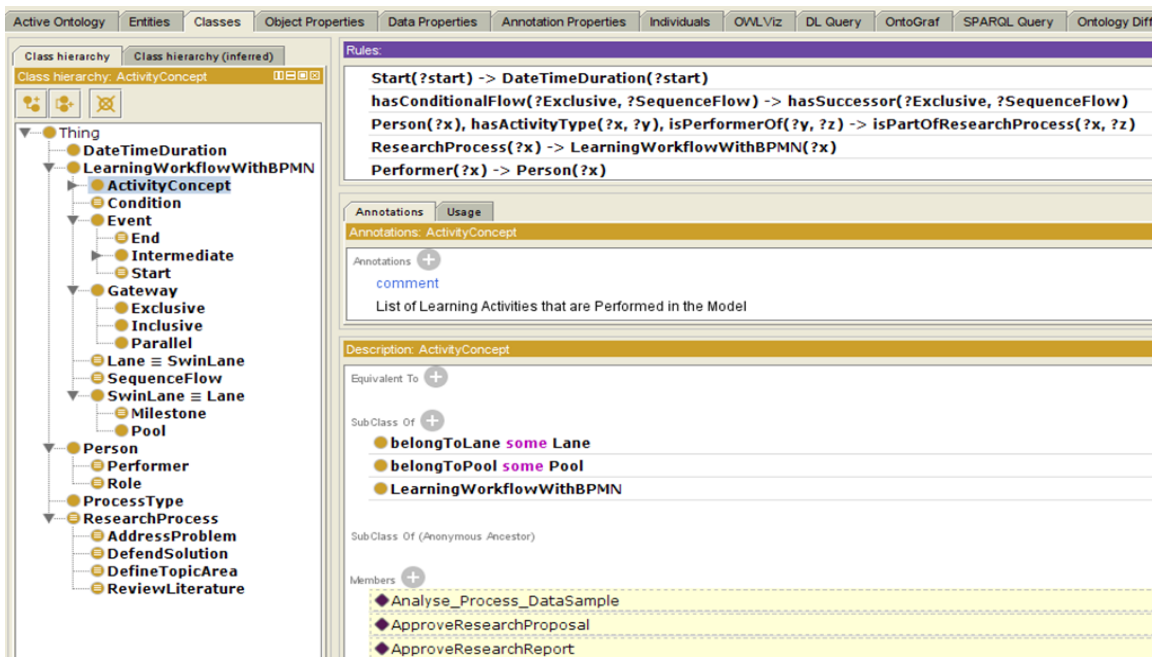 Active Ontology Entities Classes Object Properties Data Properties Annotation Properties Individuals OWLViz DL Query OntoGraf SPARQL Query Ontology Diff
Class hierarchy Class hierarchy (inferred)
Class hierarchy: ActivityConcept
Thing
DateTimeDuration
LearningWorkflowWithBPMN
ActivityConcept
Condition
Event
End
Intermediate
Start
Gateway
Exclusive
Inclusive
Parallel
Lane ≡ SwinLane
SequenceFlow
SwinLane ≡ Lane
Milestone
Pool
Person
Performer
Role
ProcessType
ResearchProcess
AddressProblem
DefendSolution
DefineTopicArea
ReviewLiterature
Rules:
Start(?start) -> DateTimeDuration(?start)
hasConditionalFlow(?Exclusive, ?SequenceFlow) -> hasSuccessor(?Exclusive, ?SequenceFlow)
Person(?x), hasActivityType(?x, ?y), isPerformerOf(?y, ?z) -> isPartOfResearchProcess(?x, ?z)
ResearchProcess(?x) -> LearningWorkflowWithBPMN(?x)
Performer(?x) -> Person(?x)
Annotations Usage
Annotations: ActivityConcept
Annotations
comment
List of Learning Activities that are Performed in the Model
Description: ActivityConcept
Equivalent To
SubClass Of
belongToLane some Lane
belongToPool some Pool
LearningWorkflowWithBPMN
SubClass Of (Anonymous Ancestor)
Members
Analyse_Process_DataSample
ApproveResearchProposal
ApproveResearchReport